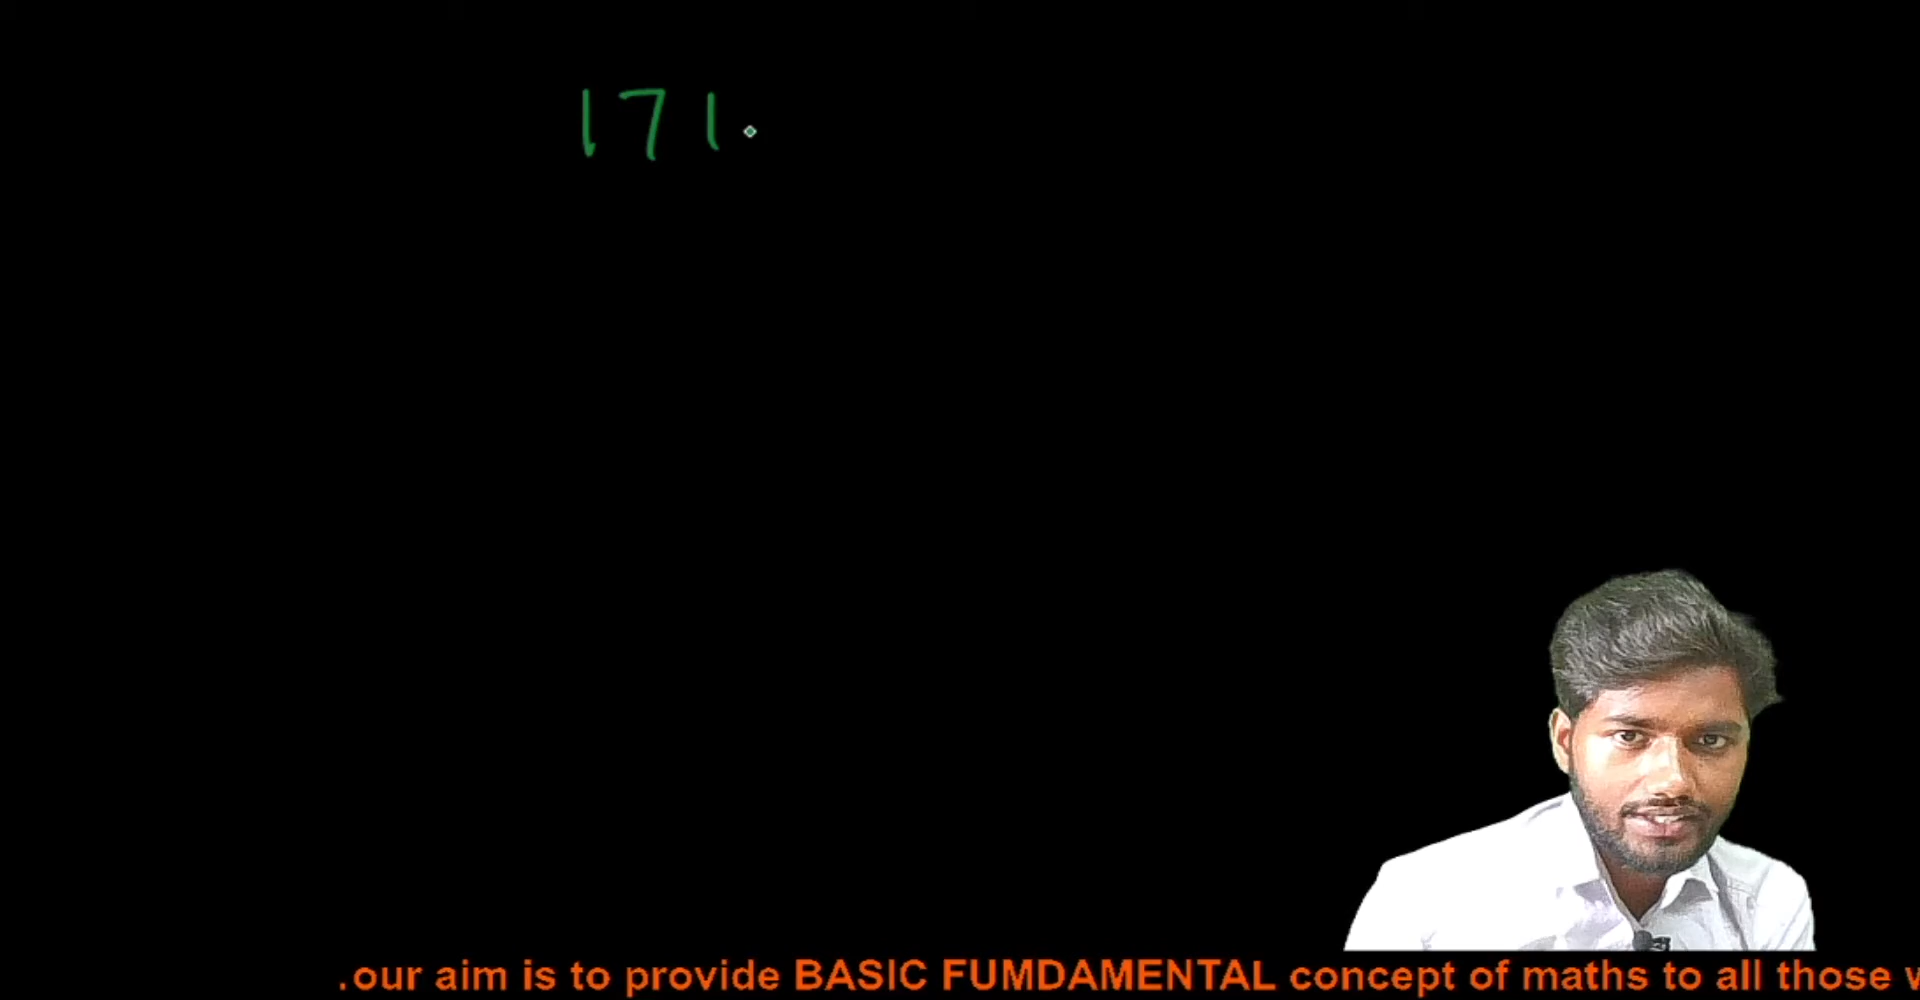 171
.our aim is to provide BASIC FUMDAMENTAL concept of maths to all those